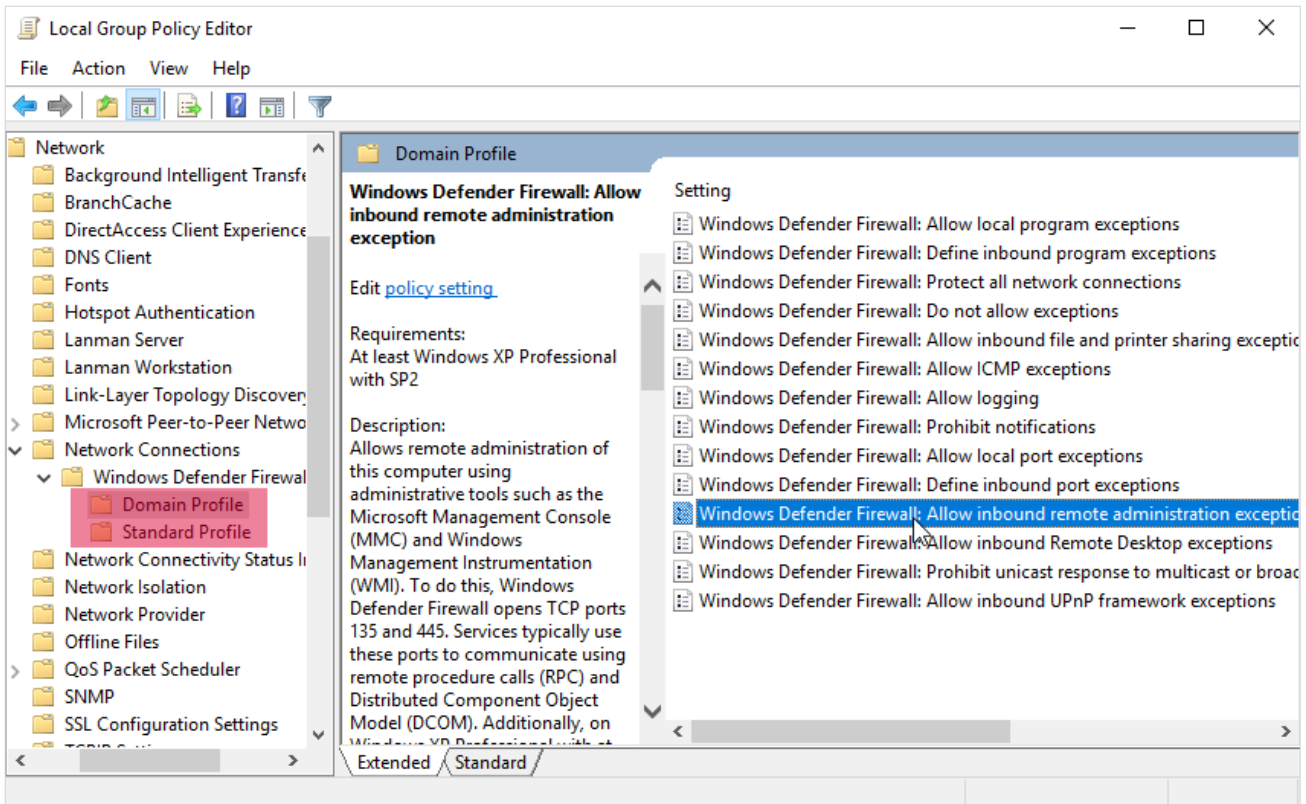 Local Group Policy Editor
File Action View Help
Network
Background Intelligent Transfe
BranchCache
DirectAccess Client Experience
DNS Client
Fonts
Hotspot Authentication
Lanman Server
Lanman Workstation
Link-Layer Topology Discover
Microsoft Peer-to-Peer Netwo
Network Connections
Windows Defender Firewal
Domain Profile
Standard Profile
Network Connectivity Status I
Network Isolation
Network Provider
Offline Files
QoS Packet Scheduler
SNMP
SSL Configuration Settings
Domain Profile
Windows Defender Firewall: Allow
inbound remote administration
exception
Edit policy setting
Requirements:
At least Windows XP Professional
with SP2
Description:
Allows remote administration of
this computer using
administrative tools such as the
Microsoft Management Console
(MMC) and Windows
Management Instrumentation
(WMI). To do this, Windows
Defender Firewall opens TCP ports
135 and 445. Services typically use
these ports to communicate using
remote procedure calls (RPC) and
Distributed Component Object
Model (DCOM). Additionally, on
Windows XP Professional with at
Setting
Windows Defender Firewall: Allow local program exceptions
Windows Defender Firewall: Define inbound program exceptions
Windows Defender Firewall: Protect all network connections
Windows Defender Firewall: Do not allow exceptions
Windows Defender Firewall: Allow inbound file and printer sharing exceptic
Windows Defender Firewall: Allow ICMP exceptions
Windows Defender Firewall: Allow logging
Windows Defender Firewall: Prohibit notifications
Windows Defender Firewall: Allow local port exceptions
Windows Defender Firewall: Define inbound port exceptions
Windows Defender Firewall: Allow inbound remote administration exceptic
Windows Defender Firewall: Allow inbound Remote Desktop exceptions
Windows Defender Firewall: Prohibit unicast response to multicast or broac
Windows Defender Firewall: Allow inbound UPnP framework exceptions
Extended Standard